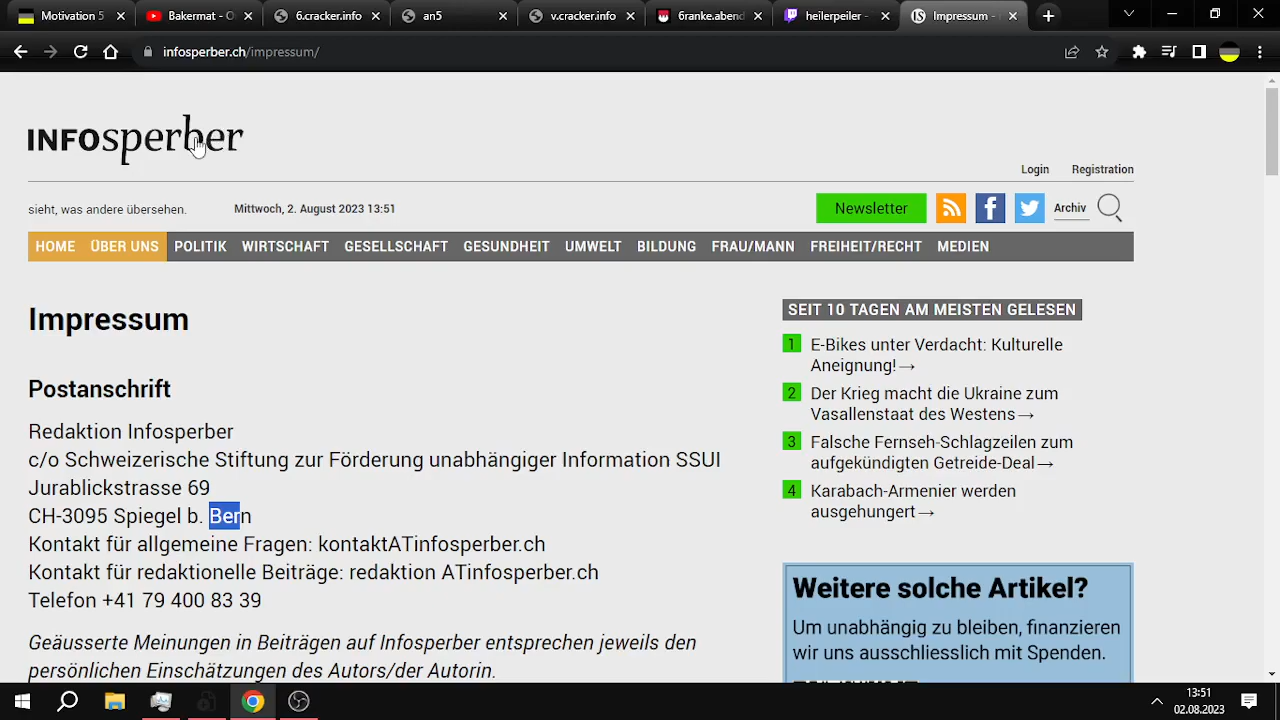 Motivation 5
Bakermat - O
6.cracker.info
an5
v.cracker.info
6ranke.abend
heilerpeiler -
Impressum -
infosperber.ch/impressum/
INFOsperber
Login Registration
sieht, was andere übersehen. Mittwoch, 2. August 2023 13:51 Newsletter Archiv
HOME ÜBER UNS POLITIK WIRTSCHAFT GESELLSCHAFT GESUNDHEIT UMWELT BILDUNG FRAU/MANN FREIHEIT/RECHT MEDIEN
Impressum
Postanschrift
Redaktion Infosperber
c/o Schweizerische Stiftung zur Förderung unabhängiger Information SSUI
Jurablickstrasse 69
CH-3095 Spiegel b. Bern
Kontakt für allgemeine Fragen: kontaktATinfosperber.ch
Kontakt für redaktionelle Beiträge: redaktion ATinfosperber.ch
Telefon +41 79 400 83 39
Geäusserte Meinungen in Beiträgen auf Infosperber entsprechen jeweils den
persönlichen Einschätzungen des Autors/der Autorin.
SEIT 10 TAGEN AM MEISTEN GELESEN
1 E-Bikes unter Verdacht: Kulturelle
Aneignung!→
2 Der Krieg macht die Ukraine zum
Vasallenstaat des Westens→
3 Falsche Fernseh-Schlagzeilen zum
aufgekündigten Getreide-Deal→
4 Karabach-Armenier werden
ausgehungert→
Weitere solche Artikel?
Um unabhängig zu bleiben, finanzieren
wir uns ausschliesslich mit Spenden.
13:51
02.08.2023